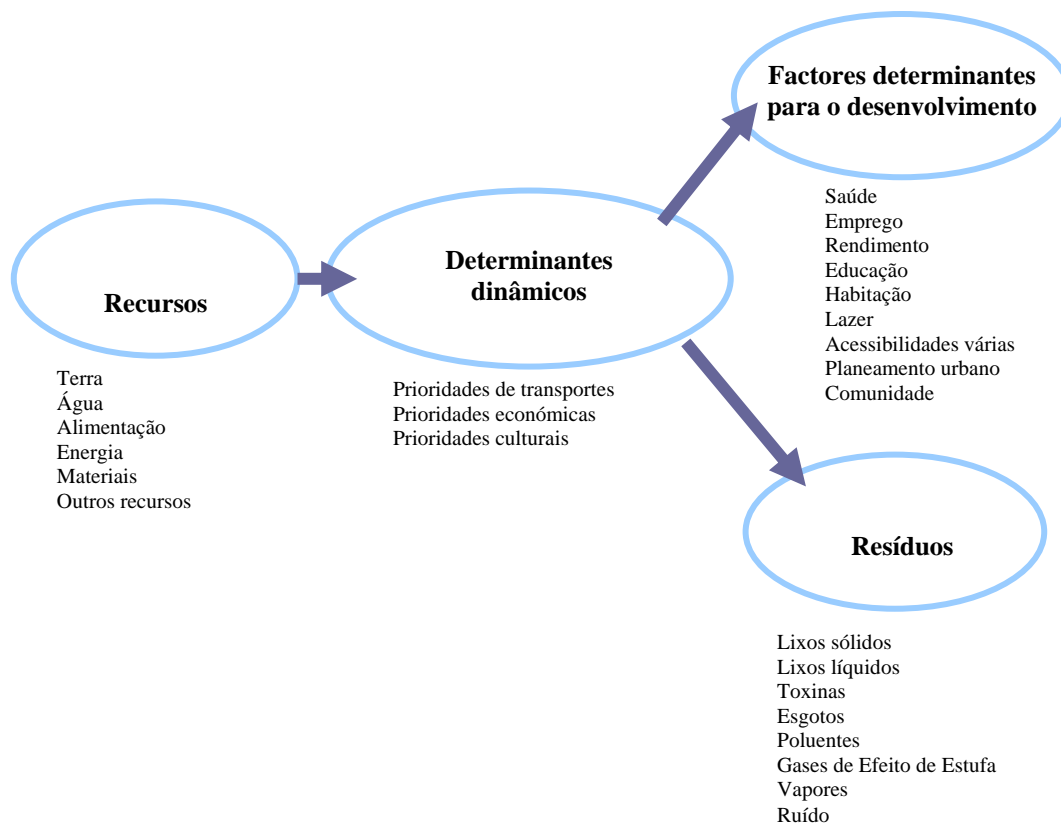 Recursos
Terra
Água
Alimentação
Energia
Materiais
Outros recursos
Determinantes
dinâmicos
Prioridades de transportes
Prioridades económicas
Prioridades culturais
Factores determinantes
para o desenvolvimento
Saúde
Emprego
Rendimento
Educação
Habitação
Lazer
Acessibilidades várias
Planeamento urbano
Comunidade
Resíduos
Lixos sólidos
Lixos líquidos
Toxinas
Esgotos
Poluentes
Gases de Efeito de Estufa
Vapores
Ruído